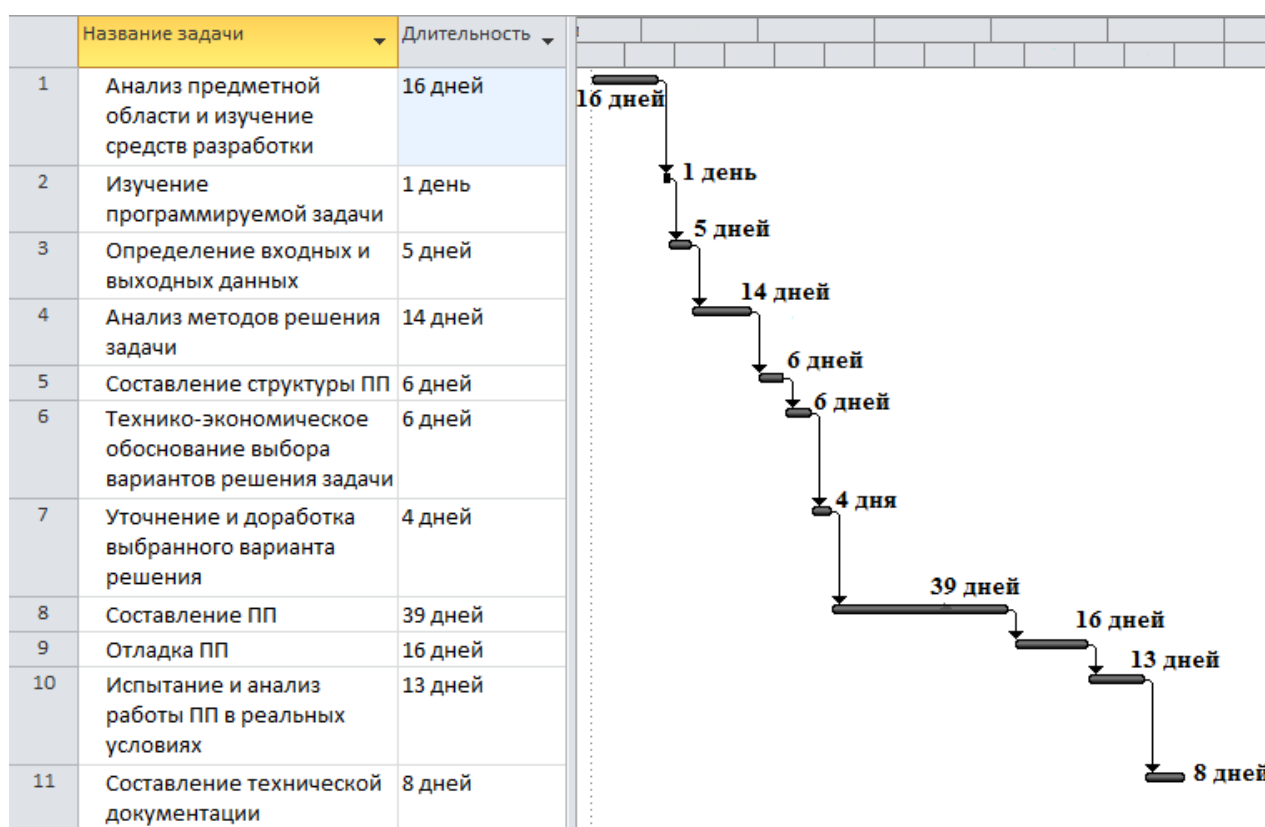 Название задачи
Длительность
1
Анализ предметной
области и изучение
средств разработки
16 дней
16 дней
2
Изучение
программируемой задачи
1 день
1 день
3
Определение входных и
выходных данных
5 дней
5 дней
4
Анализ методов решения
задачи
14 дней
14 дней
5
Составление структуры ПП
6 дней
6 дней
6
Технико-экономическое
обоснование выбора
вариантов решения задачи
6 дней
6 дней
7
Уточнение и доработка
выбранного варианта
решения
4 дней
4 дня
8
Составление ПП
39 дней
39 дней
9
Отладка ПП
16 дней
16 дней
10
Испытание и анализ
работы ПП в реальных
условиях
13 дней
13 дней
11
Составление технической
документации
8 дней
8 дней